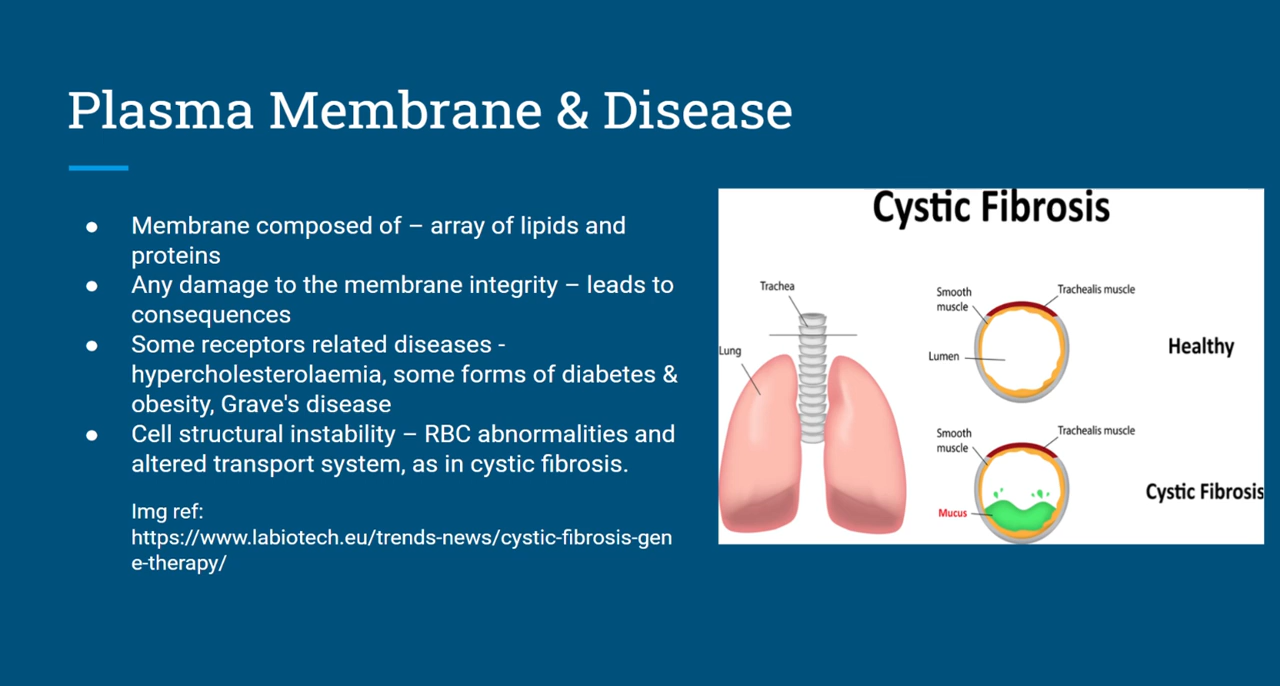 Plasma Membrane & Disease
● Membrane composed of – array of lipids and
proteins
● Any damage to the membrane integrity – leads to
consequences
● Some receptors related diseases -
hypercholesterolaemia, some forms of diabetes &
obesity, Grave's disease
● Cell structural instability – RBC abnormalities and
altered transport system, as in cystic fibrosis.
Img ref:
https://www.labiotech.eu/trends-news/cystic-fibrosis-gen
e-therapy/
Cystic Fibrosis
Trachea
Lung
Smooth
muscle
Trachealis muscle
Lumen
Healthy
Smooth
muscle
Trachealis muscle
Mucus
Cystic Fibrosis